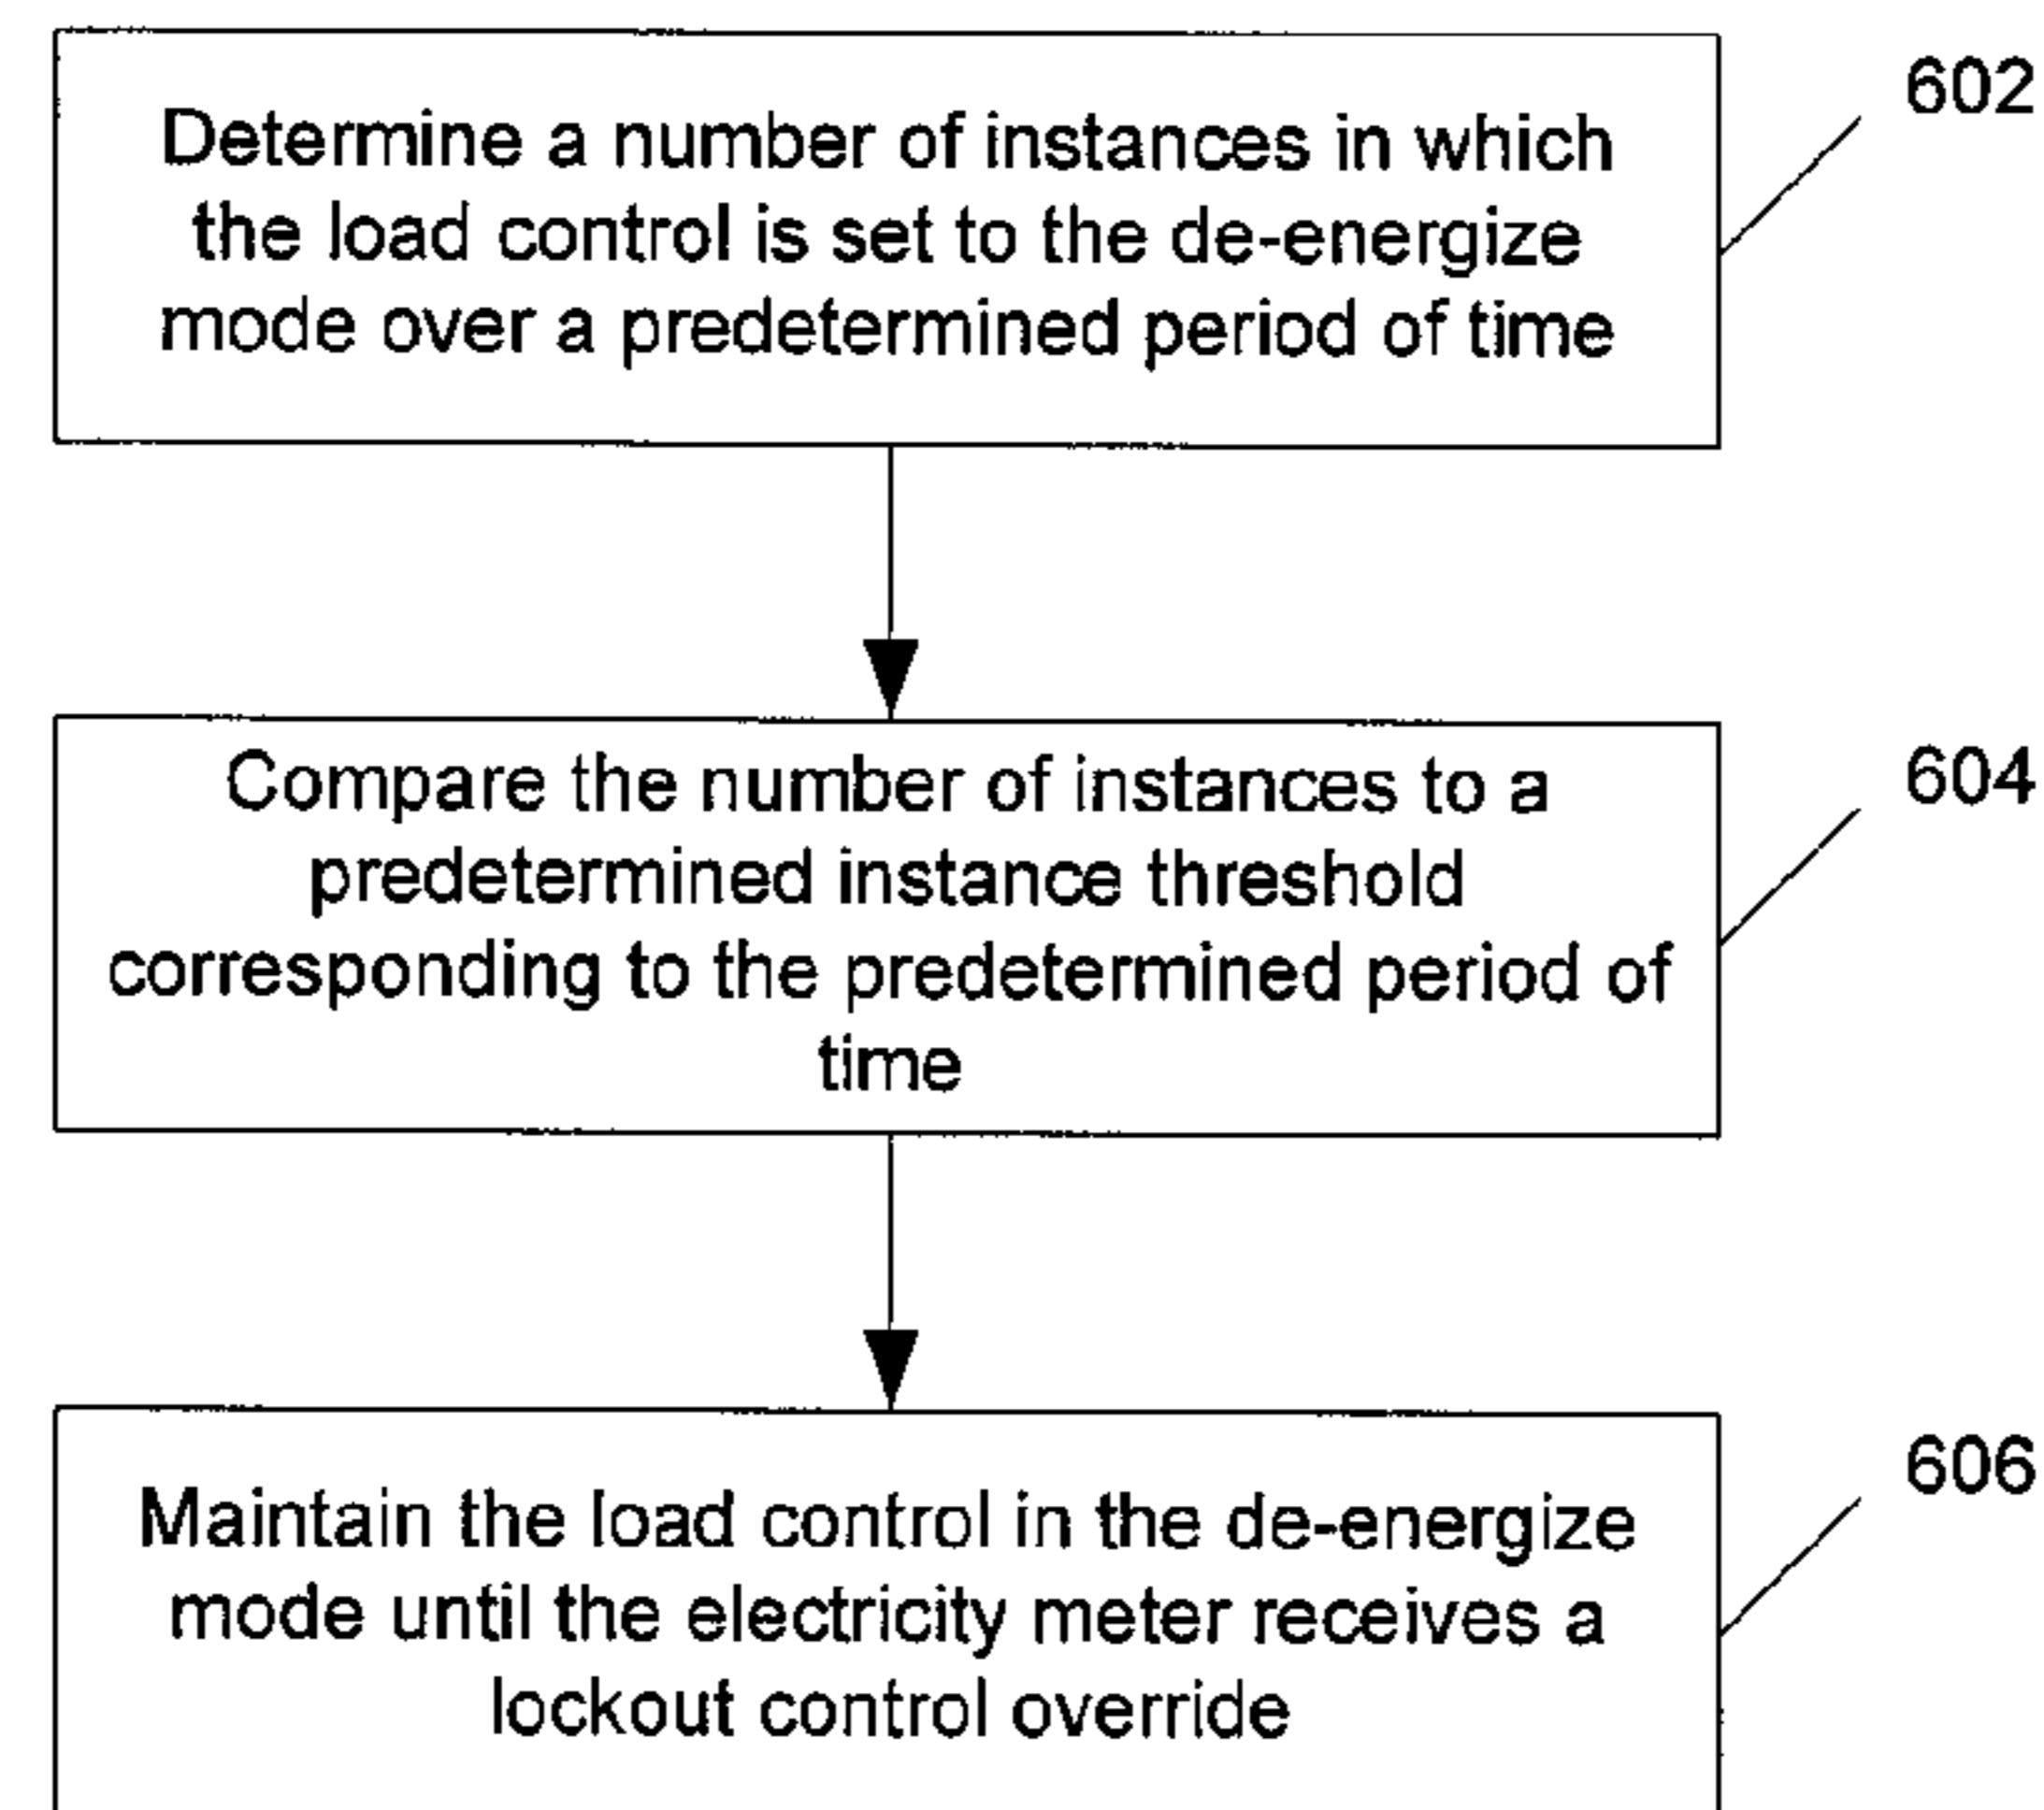 602
Determine a number of instances in which
the load control is set to the de-energize
mode over a predetermined period of time
604
Compare the number of instances to a
predetermined instance threshold
corresponding to the predetermined period of
time
606
Maintain the load control in the de-energize
mode until the electricity meter receives a
lockout control override